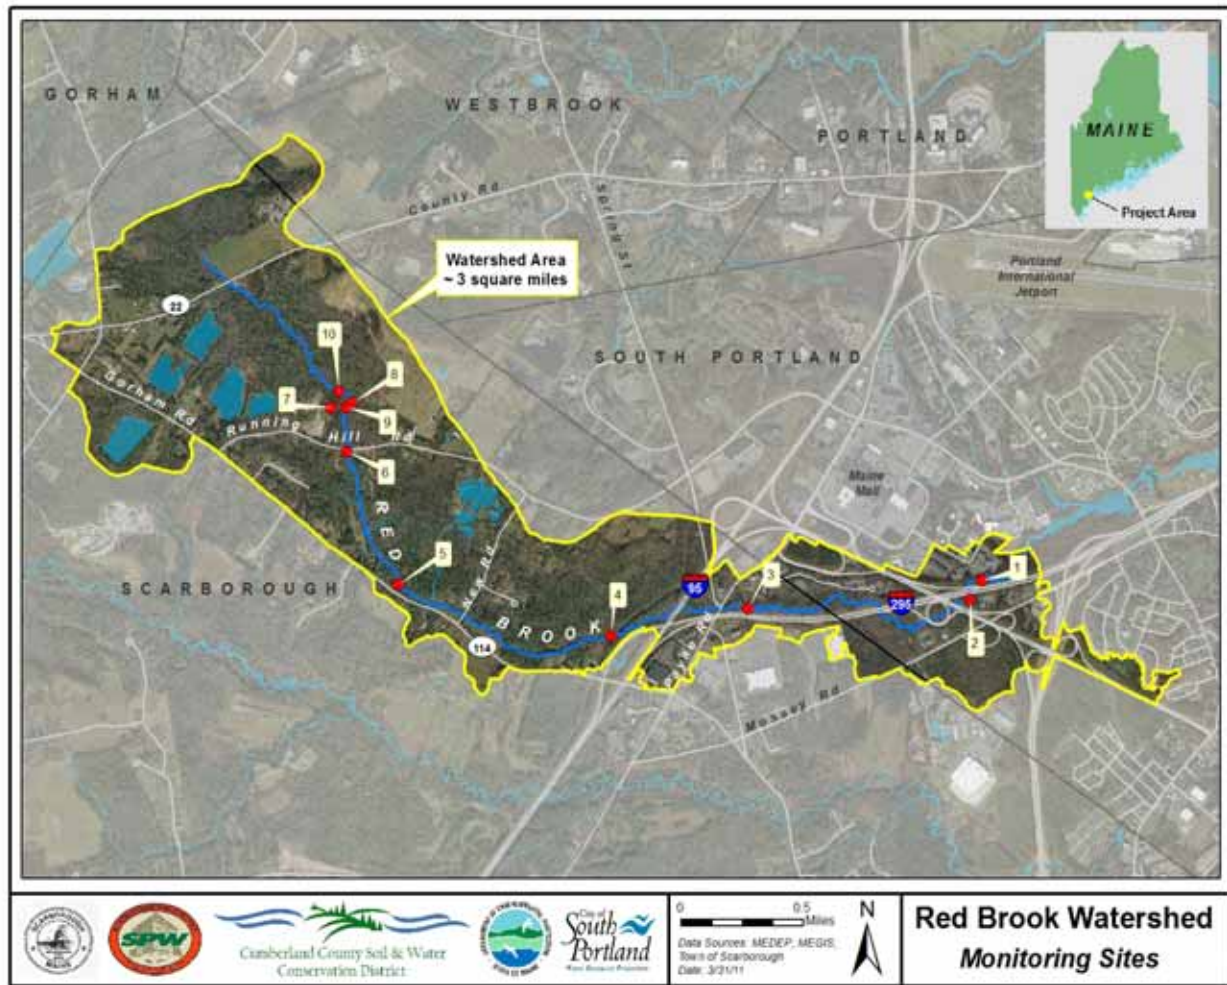 GORHAM
WESTBROOK
PORTLAND
MAINE
Project Area
County Rd
Spring St
Watershed Area
~ 3 square miles
Portland
International
Jetport
22
SOUTH PORTLAND
10
8
7
9
Gorham Rd
Running Hill Rd
6
Maine
Mall
RED BROOK
5
New Rd
SCARBOROUGH
4
95
3
295
1
2
114
Payne Rd
Mussey Rd
SPW
Cumberland County Soil & Water
Conservation District
City of
South
Portland
0 0.5
Miles
Data Sources: MEDEP, MEGIS,
Town of Scarborough
Date: 3/31/11
N
Red Brook Watershed
Monitoring Sites